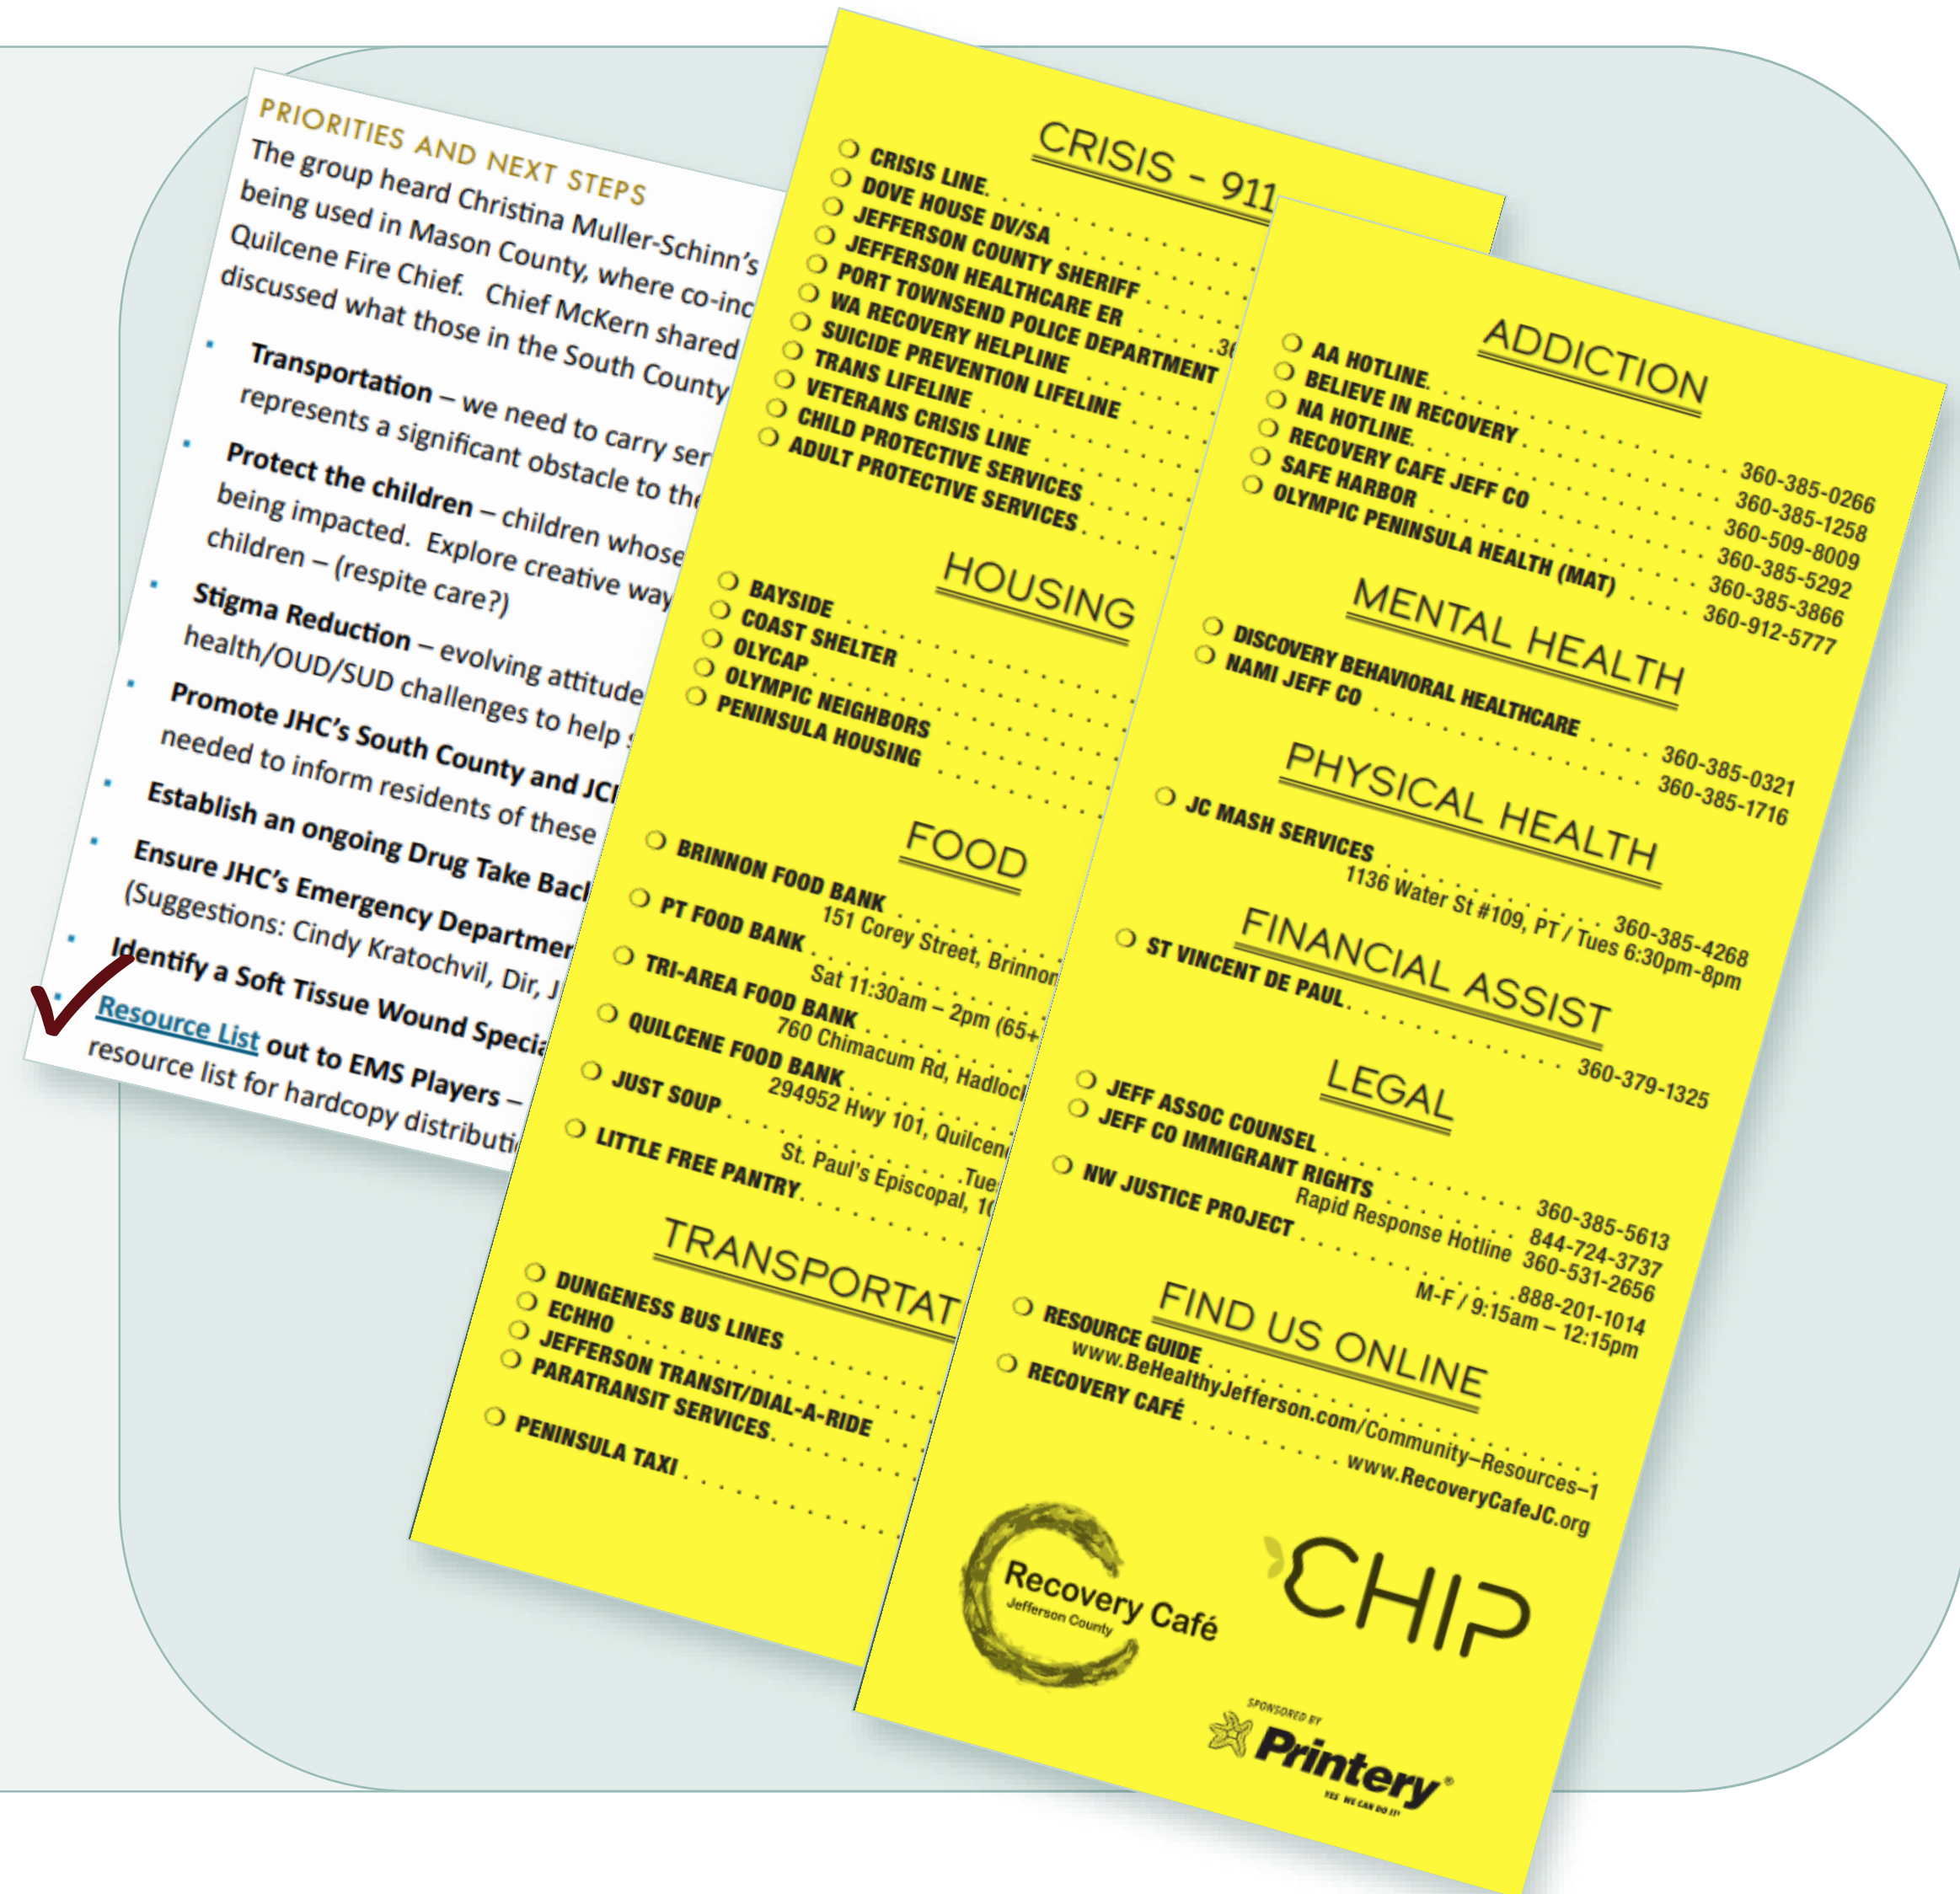 PRIORITIES AND NEXT STEPS
The group heard Christina Muller-Schinn's
being used in Mason County, where co-inc
Quilcene Fire Chief. Chief McKern shared
discussed what those in the South County
Transportation – we need to carry ser
represents a significant obstacle to the
Protect the children – children whose
being impacted. Explore creative way
children – (respite care?)
Stigma Reduction – evolving attitude
health/OUD/SUD challenges to help
Promote JHC's South County and
needed to inform residents of these
Establish an ongoing Drug Take Back
Ensure JHC's Emergency Departmen
(Suggestions: Cindy Kratochvil, Dir, J
Identify a Soft Tissue Wound Specia
Resource List out to EMS Players –
resource list for hardcopy distributi
CRISIS - 911
CRISIS LINE
DOVE HOUSE DV/SA
JEFFERSON COUNTY SHERIFF
JEFFERSON HEALTHCARE ER
PORT TOWNSEND POLICE DEPARTMENT
WA RECOVERY HELPLINE
SUICIDE PREVENTION LIFELINE
TRANS LIFELINE
VETERANS CRISIS LINE
CHILD PROTECTIVE SERVICES
ADULT PROTECTIVE SERVICES
HOUSING
BAYSIDE
COAST SHELTER
OLYCAP
OLYMPIC NEIGHBORS
PENINSULA HOUSING
FOOD
BRINNON FOOD BANK
151 Corey Street, Brinnon
PT FOOD BANK
Sat 11:30am – 2pm (65+
TRI-AREA FOOD BANK
760 Chimacum Rd, Hadlock
QUILCENE FOOD BANK
294952 Hwy 101, Quilcene
JUST SOUP . . . Tue
St. Paul's Episcopal, 10
LITTLE FREE PANTRY
TRANSPORTAT
DUNGENESS BUS LINES
ECHHO
JEFFERSON TRANSIT/DIAL-A-RIDE
PARATRANSIT SERVICES
PENINSULA TAXI
ADDICTION
AA HOTLINE 360-385-0266
BELIEVE IN RECOVERY 360-385-1258
NA HOTLINE 360-509-8009
RECOVERY CAFE JEFF CO 360-385-5292
SAFE HARBOR 360-385-3866
OLYMPIC PENINSULA HEALTH (MAT) 360-912-5777
MENTAL HEALTH
DISCOVERY BEHAVIORAL HEALTHCARE 360-385-0321
NAMI JEFF CO 360-385-1716
PHYSICAL HEALTH
JC MASH SERVICES 360-385-4268
1136 Water St #109, PT / Tues 6:30pm-8pm
FINANCIAL ASSIST
ST VINCENT DE PAUL 360-379-1325
LEGAL
JEFF ASSOC COUNSEL 360-385-5613
JEFF CO IMMIGRANT RIGHTS 844-724-3737
Rapid Response Hotline 360-531-2656
NW JUSTICE PROJECT 888-201-1014
M-F / 9:15am – 12:15pm
FIND US ONLINE
RESOURCE GUIDE
www.BeHealthyJefferson.com/Community–Resources–1
RECOVERY CAFÉ www.RecoveryCafeJC.org
Recovery Café
Jefferson County
CHIP
SPONSORED BY
Printery®
YES WE CAN DO IT!